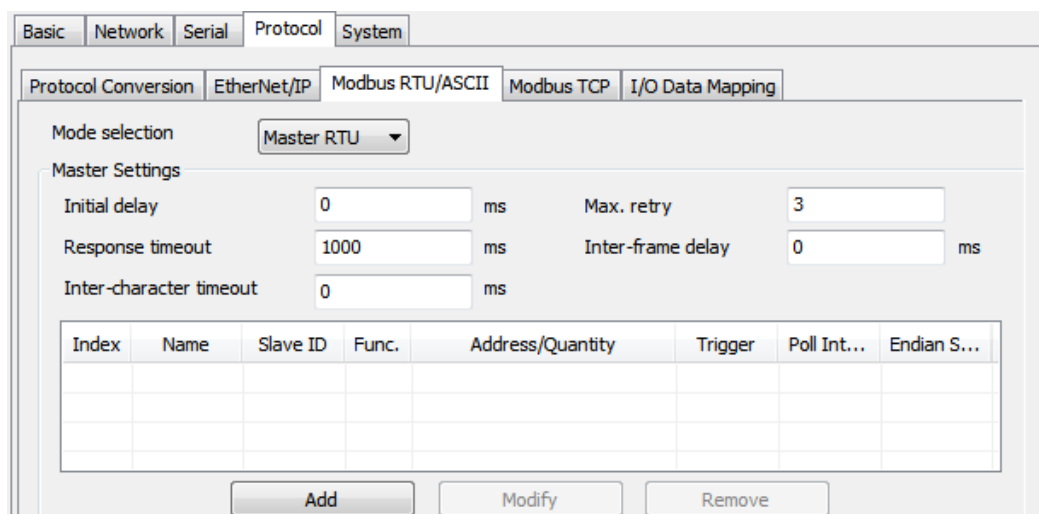 Basic Network Serial Protocol System
Protocol Conversion EtherNet/IP Modbus RTU/ASCII Modbus TCP I/O Data Mapping
Mode selection Master RTU
Master Settings
Initial delay 0 ms Max. retry 3
Response timeout 1000 ms Inter-frame delay 0 ms
Inter-character timeout 0 ms
Index Name Slave ID Func. Address/Quantity Trigger Poll Int... Endian S...
Add Modify Remove